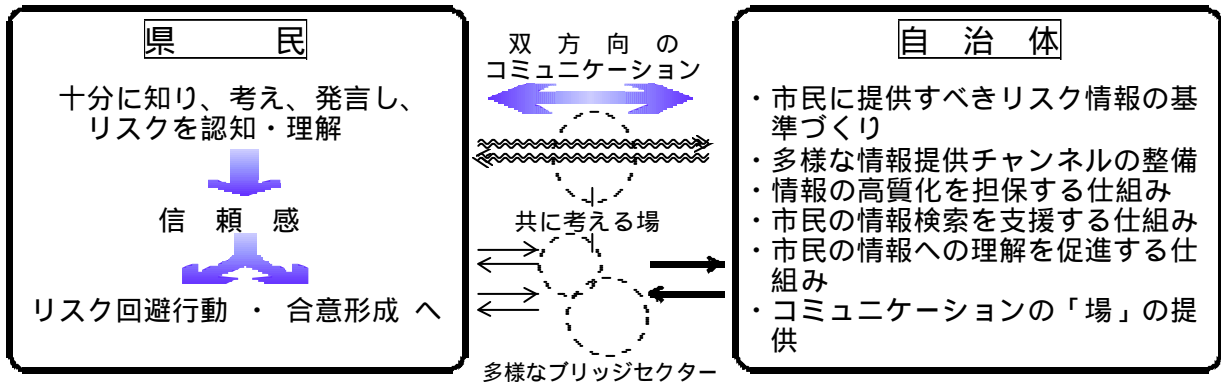 県　　民
十分に知り、考え、発言し、
リスクを認知・理解
信　頼　感
リスク回避行動 ・ 合意形成 へ
双　方　向　の
コミュニケーション
共に考える場
多様なブリッジセクター
自　治　体
・市民に提供すべきリスク情報の基
準づくり
・多様な情報提供チャンネルの整備
・情報の高質化を担保する仕組み
・市民の情報検索を支援する仕組み
・市民の情報への理解を促進する仕
組み
・コミュニケーションの「場」の提
供